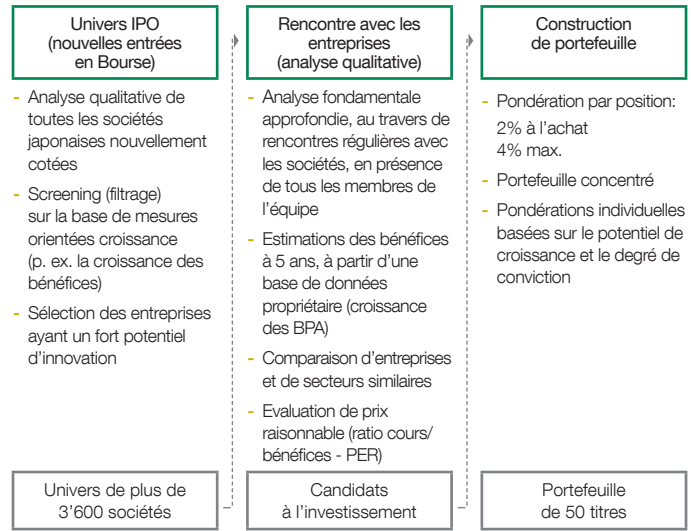 Univers IPO
(nouvelles entrées
en Bourse)
- Analyse qualitative de
toutes les sociétés
japonaises nouvellement
cotées
- Screening (filtrage)
sur la base de mesures
orientées croissance
(p. ex. la croissance des
bénéfices)
- Sélection des entreprises
ayant un fort potentiel
d'innovation
Univers de plus de
3'600 sociétés
Rencontre avec les
entreprises
(analyse qualitative)
- Analyse fondamentale
approfondie, au travers de
rencontres régulières avec
les sociétés, en présence
de tous les membres de
l'équipe
- Estimations des bénéfices
à 5 ans, à partir d'une
base de données
propriétaire (croissance
des BPA)
- Comparaison d'entreprises
et de secteurs similaires
- Evaluation de prix
raisonnable (ratio cours/
bénéfices - PER)
Candidats
à l'investissement
Construction
de portefeuille
- Pondération par position:
2% à l'achat
4% max.
- Portefeuille concentré
- Pondérations individuelles
basées sur le potentiel de
croissance et le degré de
conviction
Portefeuille
de 50 titres